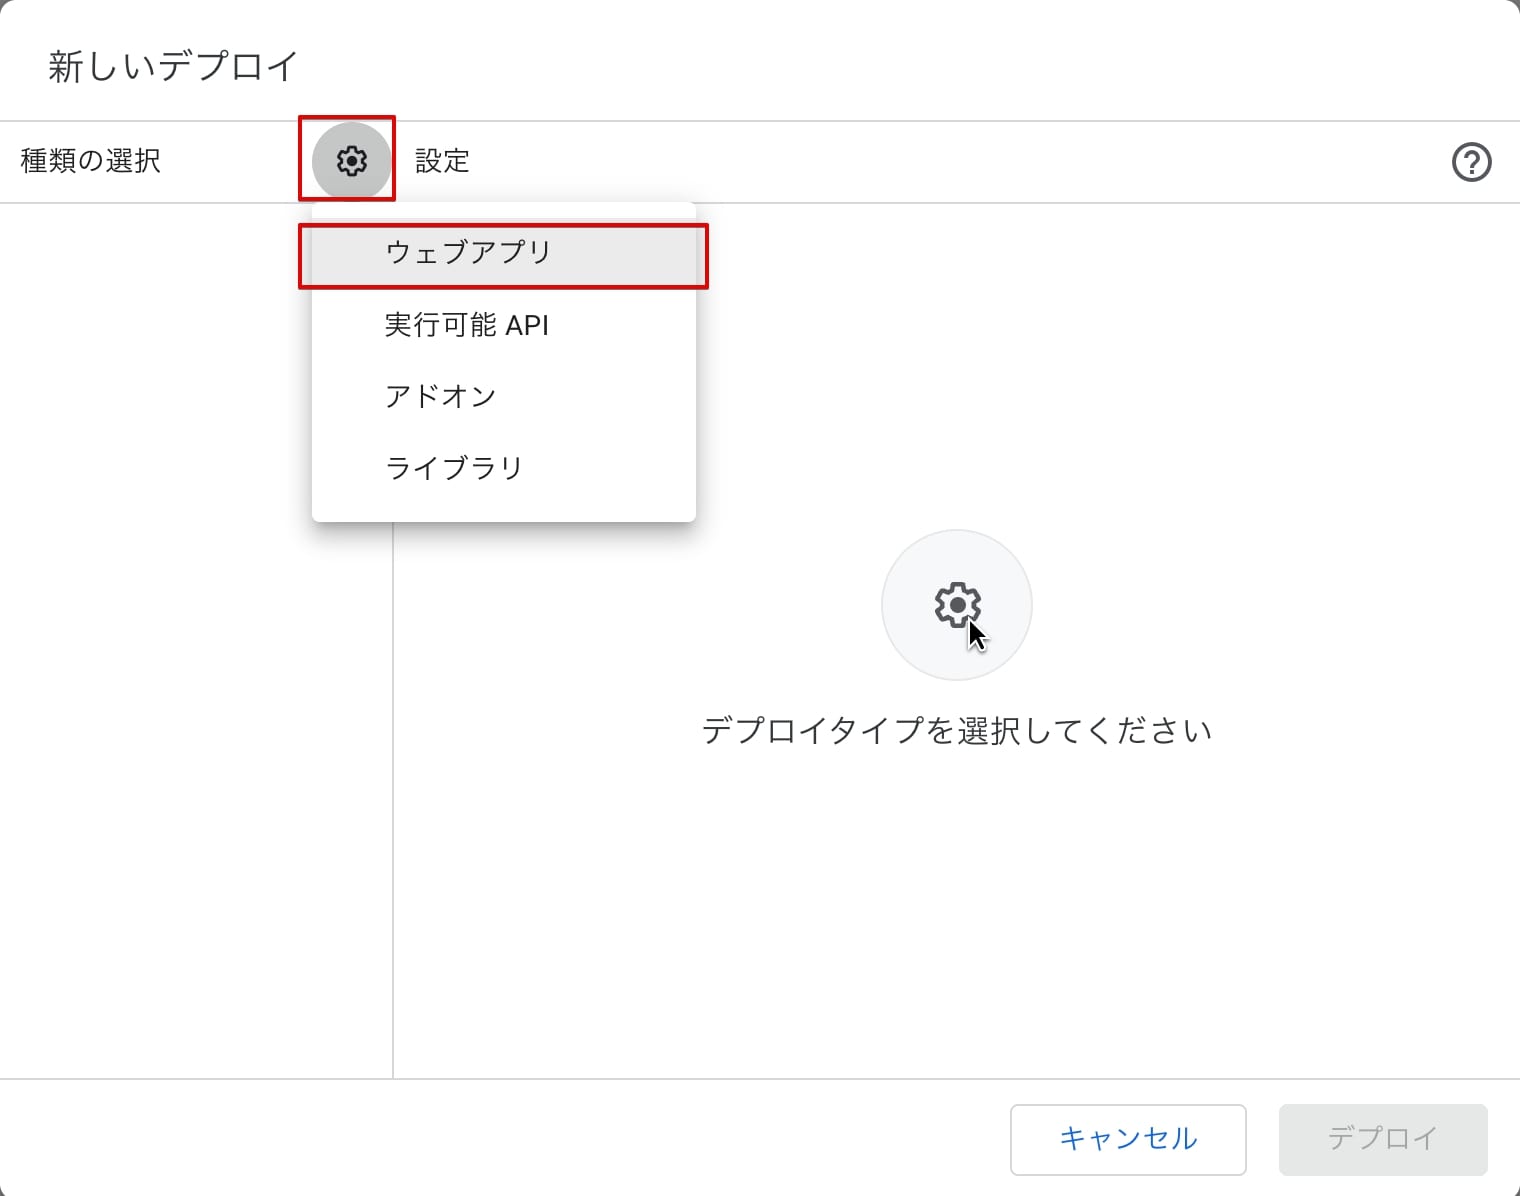 新しいデプロイ
種類の選択
設定
ウェブアプリ
実行可能 API
アドオン
ライブラリ
デプロイタイプを選択してください
キャンセル
デプロイ